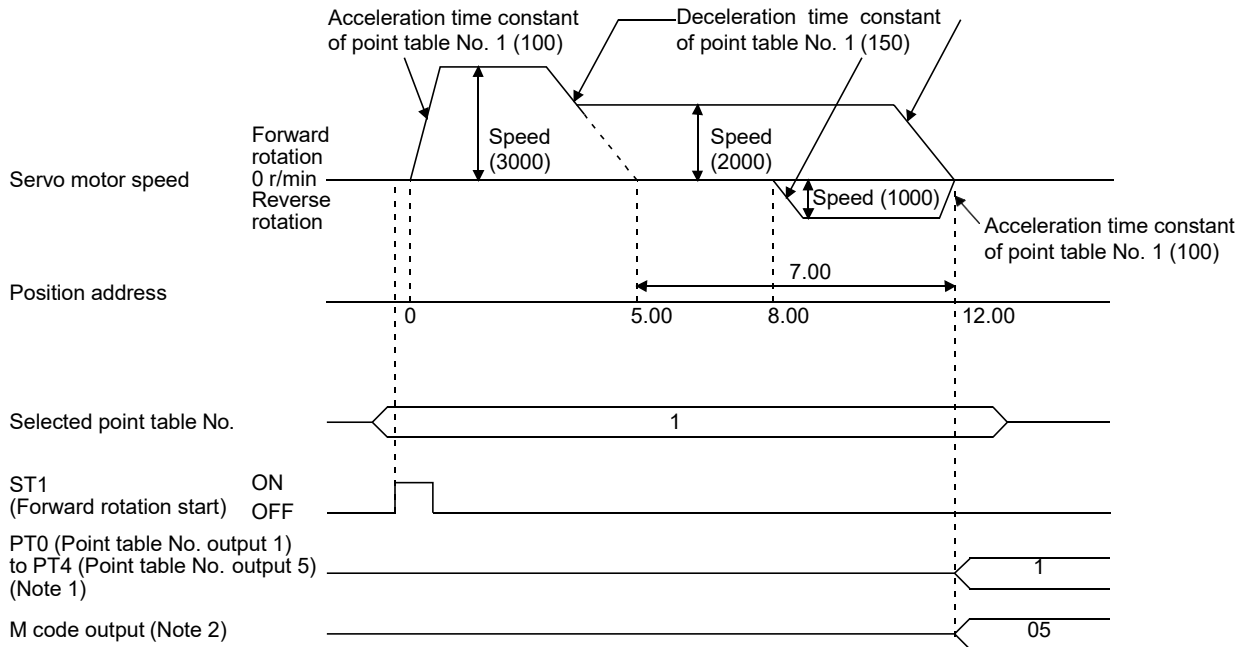 Acceleration time constant
of point table No. 1 (100)
Deceleration time constant
of point table No. 1 (150)
Servo motor speed
Forward
rotation
0 r/min
Reverse
rotation
Speed
(3000)
Speed
(2000)
Speed (1000)
Acceleration time constant
of point table No. 1 (100)
Position address
7.00
0
5.00
8.00
12.00
Selected point table No.
1
ST1
(Forward rotation start)
ON
OFF
PT0 (Point table No. output 1)
to PT4 (Point table No. output 5)
(Note 1)
1
M code output (Note 2)
05